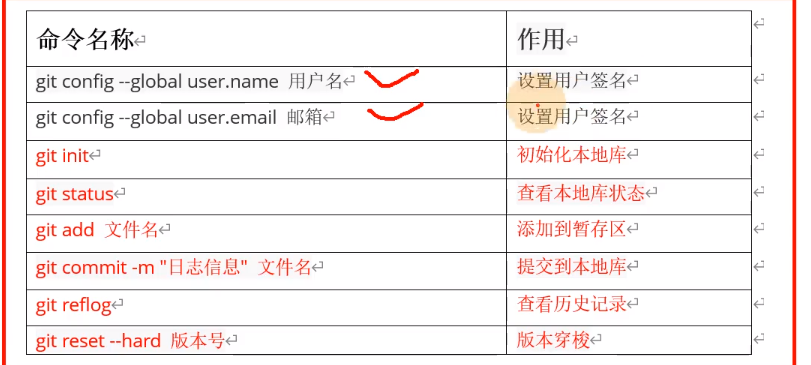 命令名称 作用
git config --global user.name 用户名 设置用户签名
git config --global user.email 邮箱 设置用户签名
git init 初始化本地库
git status 查看本地库状态
git add 文件名 添加到暂存区
git commit -m "日志信息" 文件名 提交到本地库
git reflog 查看历史记录
git reset --hard 版本号 版本穿梭